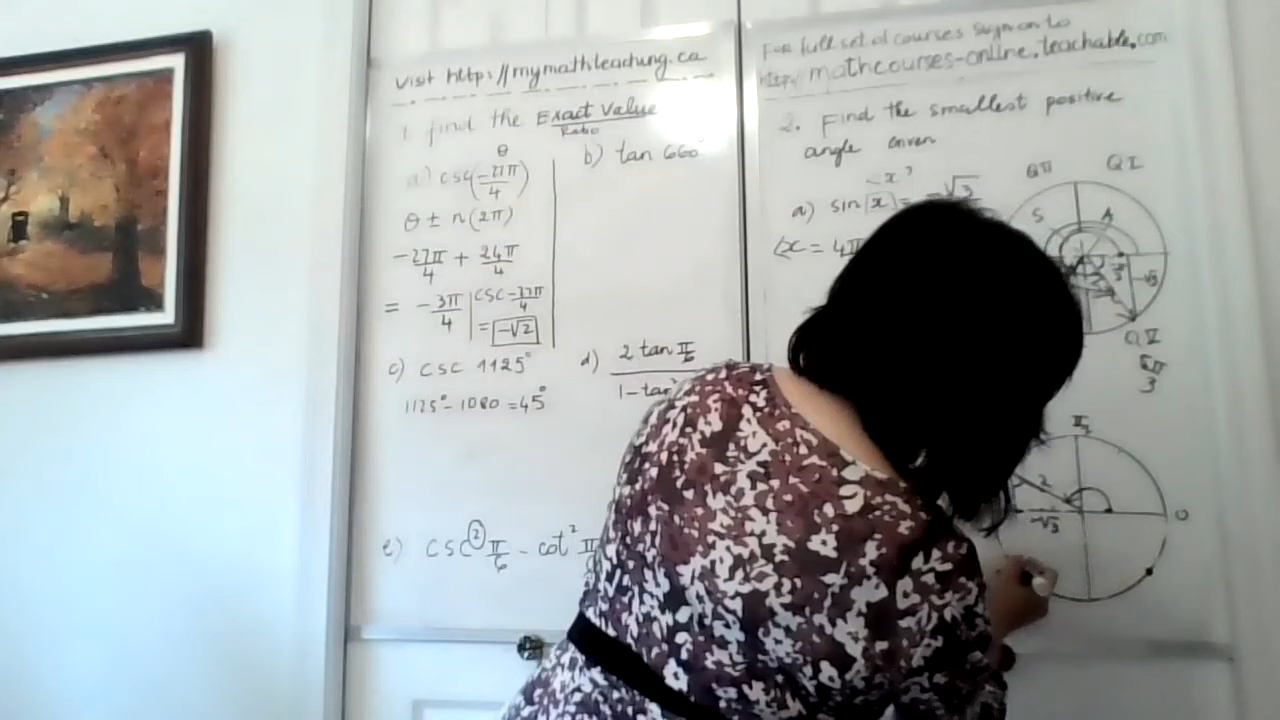 Visit http://mymathteaching.ca
1. find the Exact Value
Ratio
θ
a) csc(-27π/4)
θ ± n(2π)
-27π/4 + 24π/4
= -3π/4 | csc -27π/4
= -√2
b) tan 660°
c) csc 1125°
1125° - 1080 = 45°
d) 2 tan π/6
1 - tan²
e) csc² π/6 - cot² π
For full set of courses sign on to
http://mathcourses-online.teachable.com
2. Find the smallest positive
angle given
x ?
a) sin x = -√3
x = 4π
QII QI
S A
-√3
QIV
5π/3
π/2
2
-√3
0